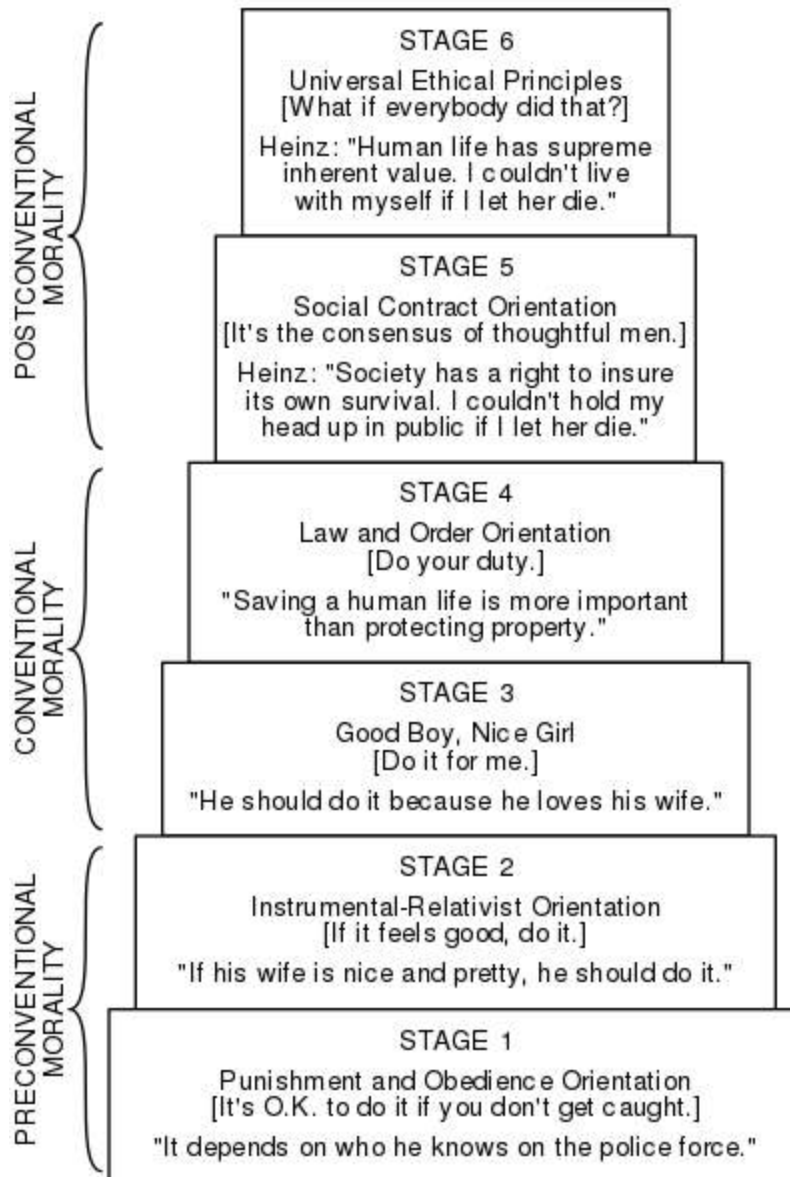 POSTCONVENTIONAL
MORALITY
STAGE 6
Universal Ethical Principles
[What if everybody did that?]
Heinz: "Human life has supreme
inherent value. I couldn't live
with myself if I let her die."
STAGE 5
Social Contract Orientation
[It's the consensus of thoughtful men.]
Heinz: "Society has a right to insure
its own survival. I couldn't hold my
head up in public if I let her die."
CONVENTIONAL
MORALITY
STAGE 4
Law and Order Orientation
[Do your duty.]
"Saving a human life is more important
than protecting property."
STAGE 3
Good Boy, Nice Girl
[Do it for me.]
"He should do it because he loves his wife."
PRECONVENTIONAL
MORALITY
STAGE 2
Instrumental-Relativist Orientation
[If it feels good, do it.]
"If his wife is nice and pretty, he should do it."
STAGE 1
Punishment and Obedience Orientation
[It's O.K. to do it if you don't get caught.]
"It depends on who he knows on the police force."